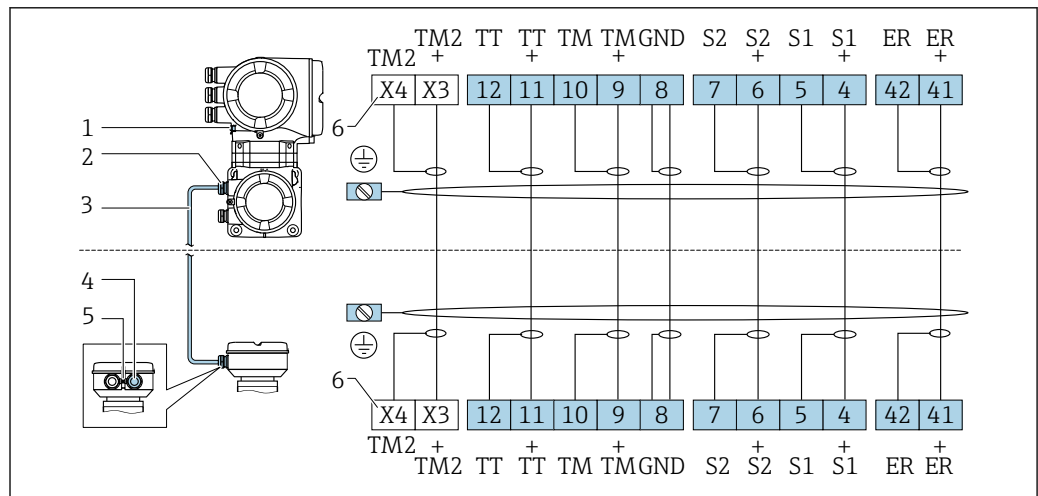 TM2 TT TT TM TM GND S2 S2 S1 S1 ER ER
TM2 + + + + + +
X4 X3 12 11 10 9 8 7 6 5 4 42 41
6
1
2
3
4
5
6
X4 X3 12 11 10 9 8 7 6 5 4 42 41
TM2 + + + + + +
TM2 TT TT TM TM GND S2 S2 S1 S1 ER ER